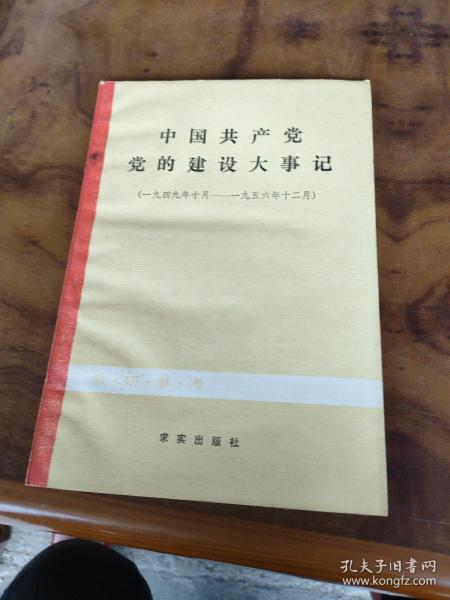 中国共产党
党的建设大事记
(一九四九年十月——一九五六年十二月)
教·研·参·考
求实出版社
孔夫子旧书网
www.kongfz.com